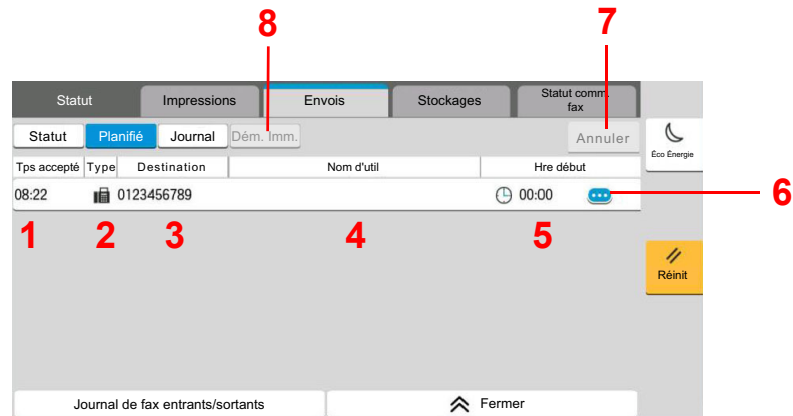 8
7
Statut
Impressions
Envois
Stockages
Statut comm.
fax
Statut
Planifié
Journal
Dém. Imm.
Annuler
Éco Énergie
Tps accepté
Type
Destination
Nom d'util
Hre début
08:22
0123456789
00:00
6
1
2
3
4
5
Réinit
Journal de fax entrants/sortants
Fermer